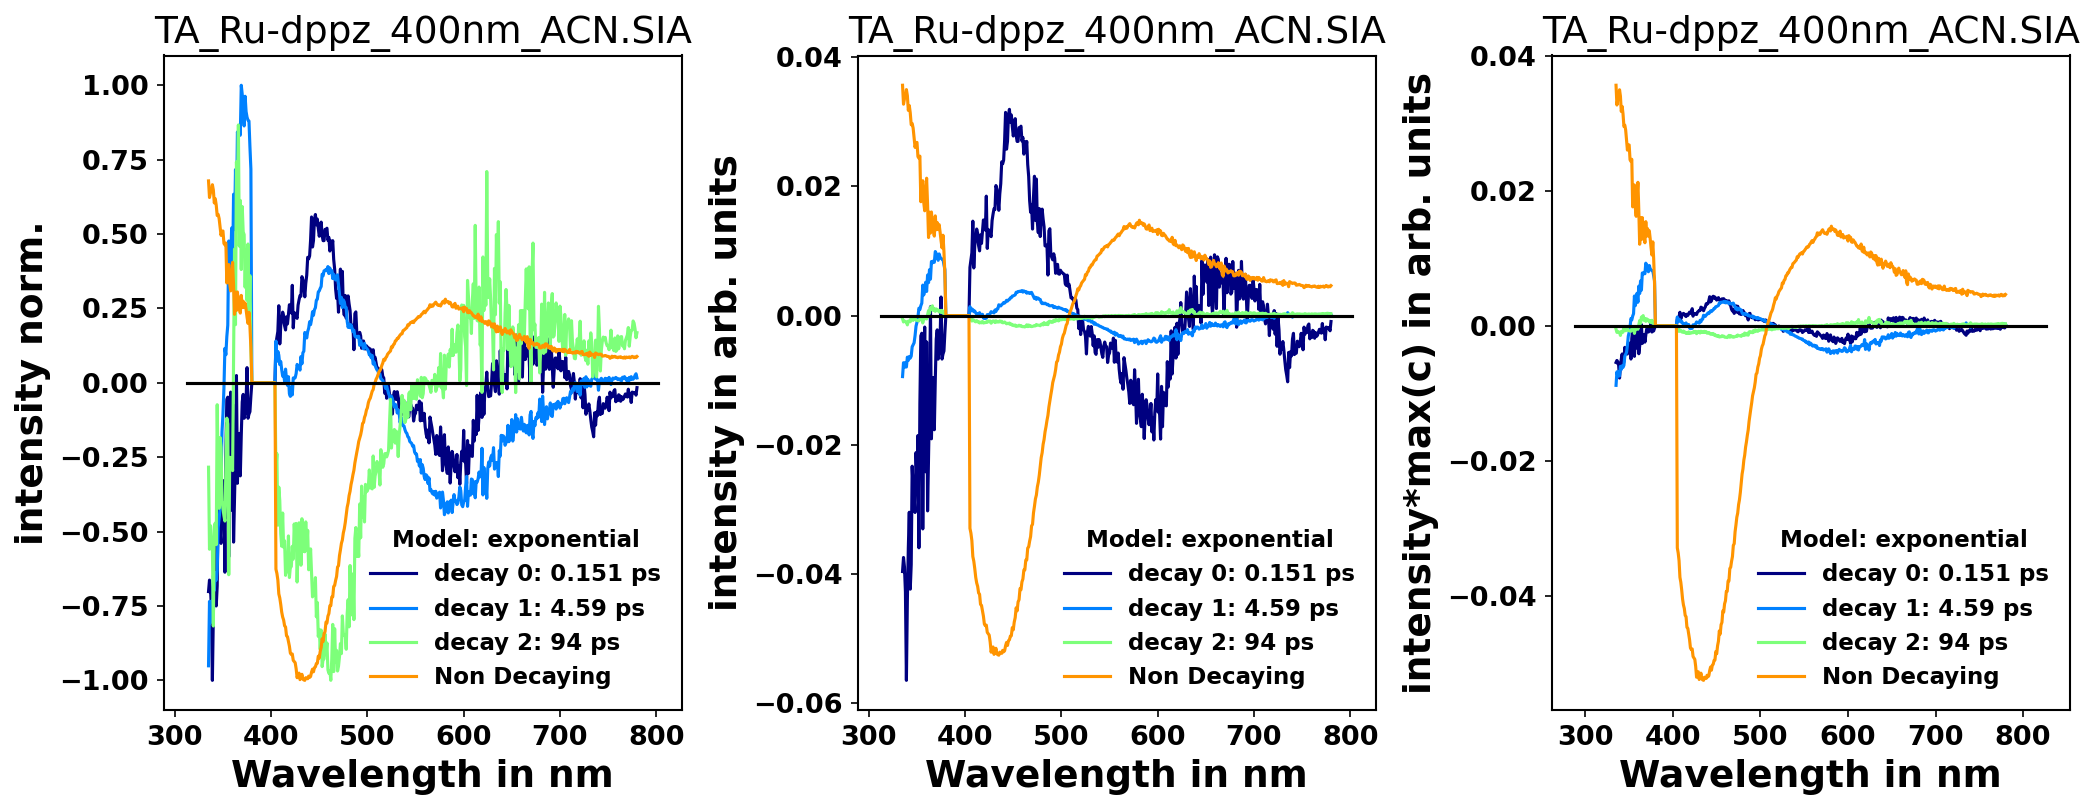 TA_Ru-dppz_400nm_ACN.SIA
intensity norm.
1.00
0.75
0.50
0.25
0.00
−0.25
−0.50
−0.75
−1.00
Model: exponential
decay 0: 0.151 ps
decay 1: 4.59 ps
decay 2: 94 ps
Non Decaying
300 400 500 600 700 800
Wavelength in nm
TA_Ru-dppz_400nm_ACN.SIA
intensity in arb. units
0.04
0.02
0.00
−0.02
−0.04
−0.06
Model: exponential
decay 0: 0.151 ps
decay 1: 4.59 ps
decay 2: 94 ps
Non Decaying
300 400 500 600 700 800
Wavelength in nm
TA_Ru-dppz_400nm_ACN.SIA
intensity*max(c) in arb. units
0.04
0.02
0.00
−0.02
−0.04
Model: exponential
decay 0: 0.151 ps
decay 1: 4.59 ps
decay 2: 94 ps
Non Decaying
300 400 500 600 700 800
Wavelength in nm